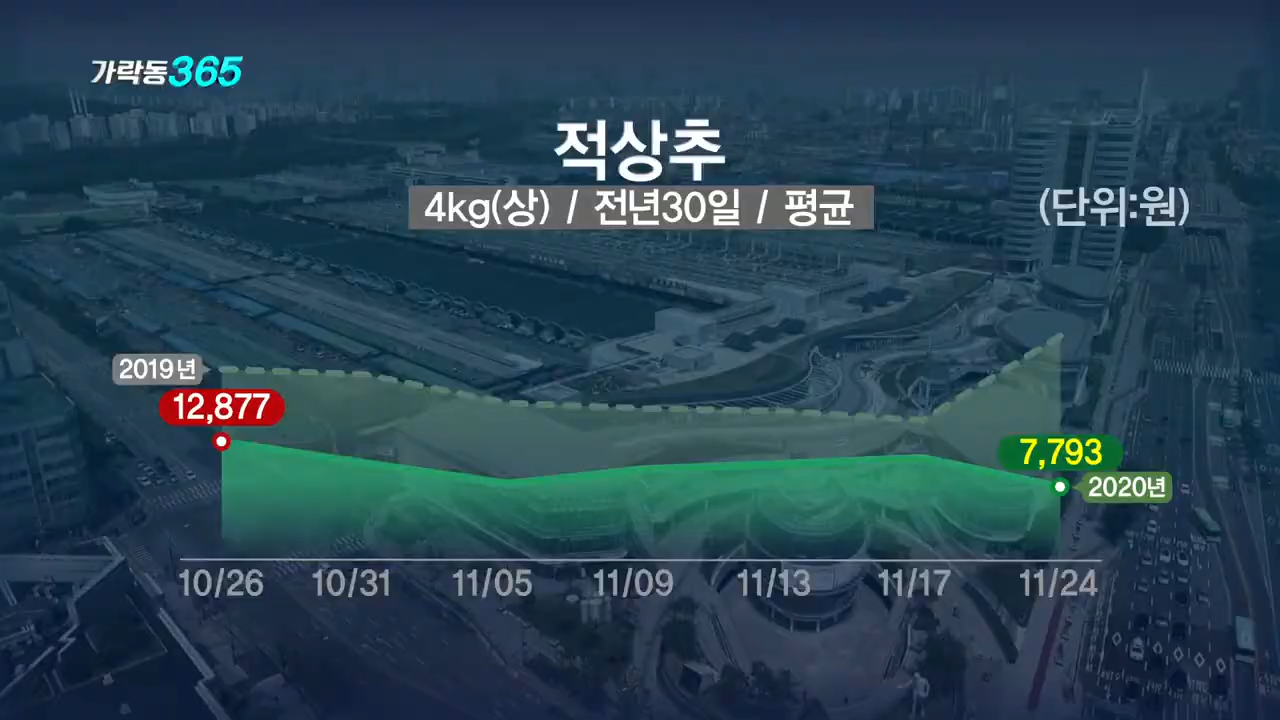 가락동365
적상추
4kg(상) / 전년30일 / 평균
(단위:원)
2019년
12,877
7,793
2020년
10/26 10/31 11/05 11/09 11/13 11/17 11/24